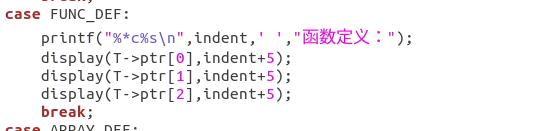 case FUNC_DEF:
printf("%*c%s\n",indent,' ',"函数定义：");
display(T->ptr[0],indent+5);
display(T->ptr[1],indent+5);
display(T->ptr[2],indent+5);
break;
case ARRAY_DEF: